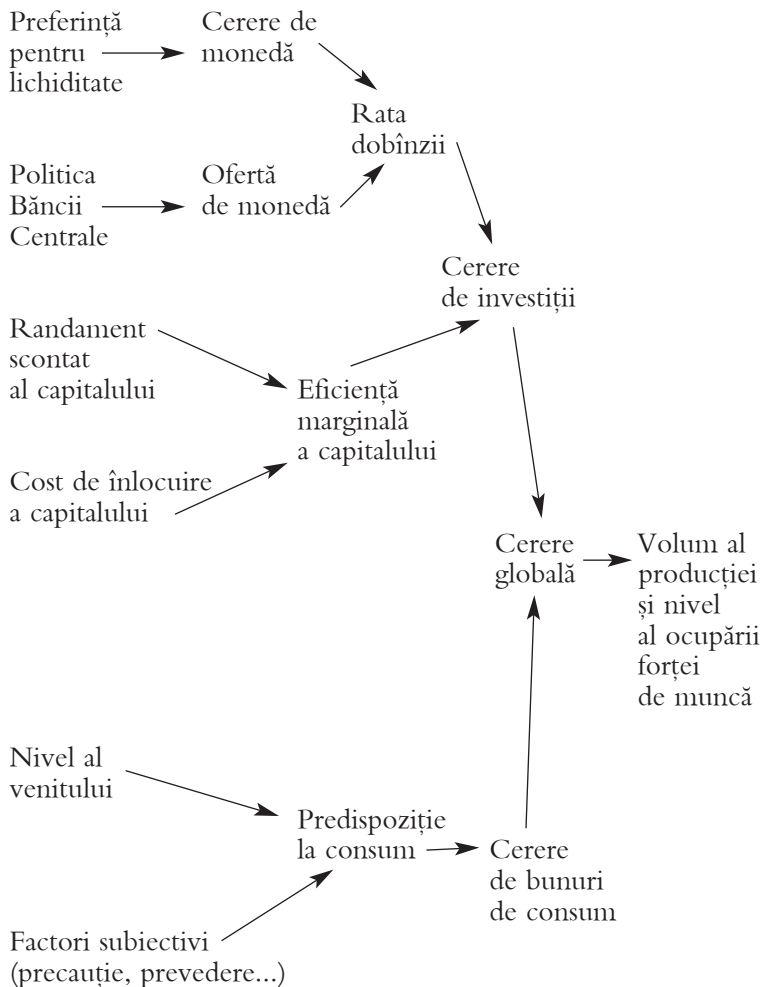 Preferință
pentru
lichiditate
Cerere de
monedă
Rata
dobînzii
Politica
Băncii
Centrale
Ofertă
de monedă
Cerere
de investiții
Randament
scontat
al capitalului
Eficiență
marginală
a capitalului
Cost de înlocuire
a capitalului
Cerere
globală
Volum al
producției
și nivel
al ocupării
forței
de muncă
Nivel al
venitului
Predispoziție
la consum
Cerere
de bunuri
de consum
Factori subiectivi
(precauție, prevedere...)